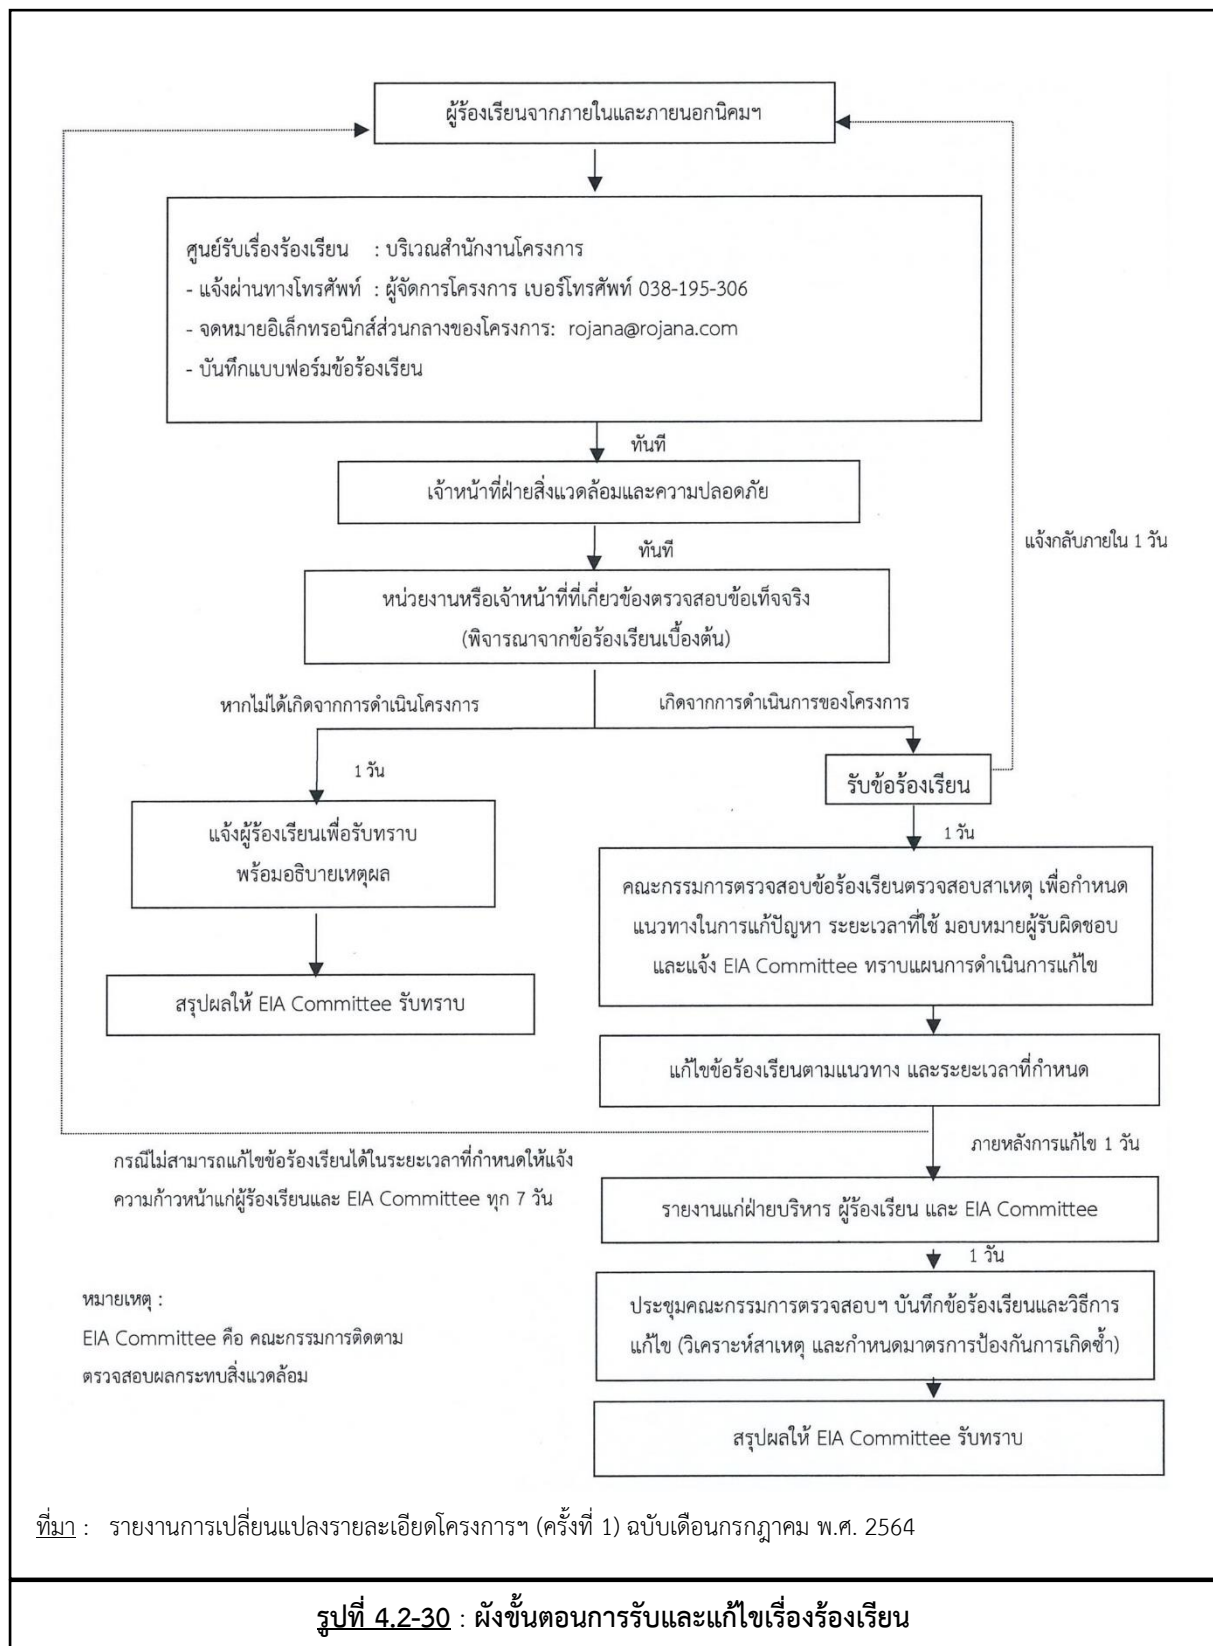 ผู้ร้องเรียนจากภายในและภายนอกนิคมฯ
ศูนย์รับเรื่องร้องเรียน : บริเวณสำนักงานโครงการ
- แจ้งผ่านทางโทรศัพท์ : ผู้จัดการโครงการ เบอร์โทรศัพท์ 038-195-306
- จดหมายอิเล็กทรอนิกส์ส่วนกลางของโครงการ: rojana@rojana.com
- บันทึกแบบฟอร์มข้อร้องเรียน
ทันที
เจ้าหน้าที่ฝ่ายสิ่งแวดล้อมและความปลอดภัย
แจ้งกลับภายใน 1 วัน
ทันที
หน่วยงานหรือเจ้าหน้าที่ที่เกี่ยวข้องตรวจสอบข้อเท็จจริง
(พิจารณาจากข้อร้องเรียนเบื้องต้น)
หากไม่ได้เกิดจากการดำเนินโครงการ
เกิดจากการดำเนินการของโครงการ
1 วัน
รับข้อร้องเรียน
แจ้งผู้ร้องเรียนเพื่อรับทราบ
พร้อมอธิบายเหตุผล
1 วัน
คณะกรรมการตรวจสอบข้อร้องเรียนตรวจสอบสาเหตุ เพื่อกำหนด
แนวทางในการแก้ปัญหา ระยะเวลาที่ใช้ มอบหมายผู้รับผิดชอบ
และแจ้ง EIA Committee ทราบแผนการดำเนินการแก้ไข
สรุปผลให้ EIA Committee รับทราบ
แก้ไขข้อร้องเรียนตามแนวทาง และระยะเวลาที่กำหนด
ภายหลังการแก้ไข 1 วัน
กรณีไม่สามารถแก้ไขข้อร้องเรียนได้ในระยะเวลาที่กำหนดให้แจ้ง
ความก้าวหน้าแก่ผู้ร้องเรียนและ EIA Committee ทุก 7 วัน
รายงานแก่ฝ่ายบริหาร ผู้ร้องเรียน และ EIA Committee
1 วัน
ประชุมคณะกรรมการตรวจสอบฯ บันทึกข้อร้องเรียนและวิธีการ
แก้ไข (วิเคราะห์สาเหตุ และกำหนดมาตรการป้องกันการเกิดซ้ำ)
หมายเหตุ :
EIA Committee คือ คณะกรรมการติดตาม
ตรวจสอบผลกระทบสิ่งแวดล้อม
สรุปผลให้ EIA Committee รับทราบ
ที่มา : รายงานการเปลี่ยนแปลงรายละเอียดโครงการฯ (ครั้งที่ 1) ฉบับเดือนกรกฎาคม พ.ศ. 2564
รูปที่ 4.2-30 : ผังขั้นตอนการรับและแก้ไขเรื่องร้องเรียน